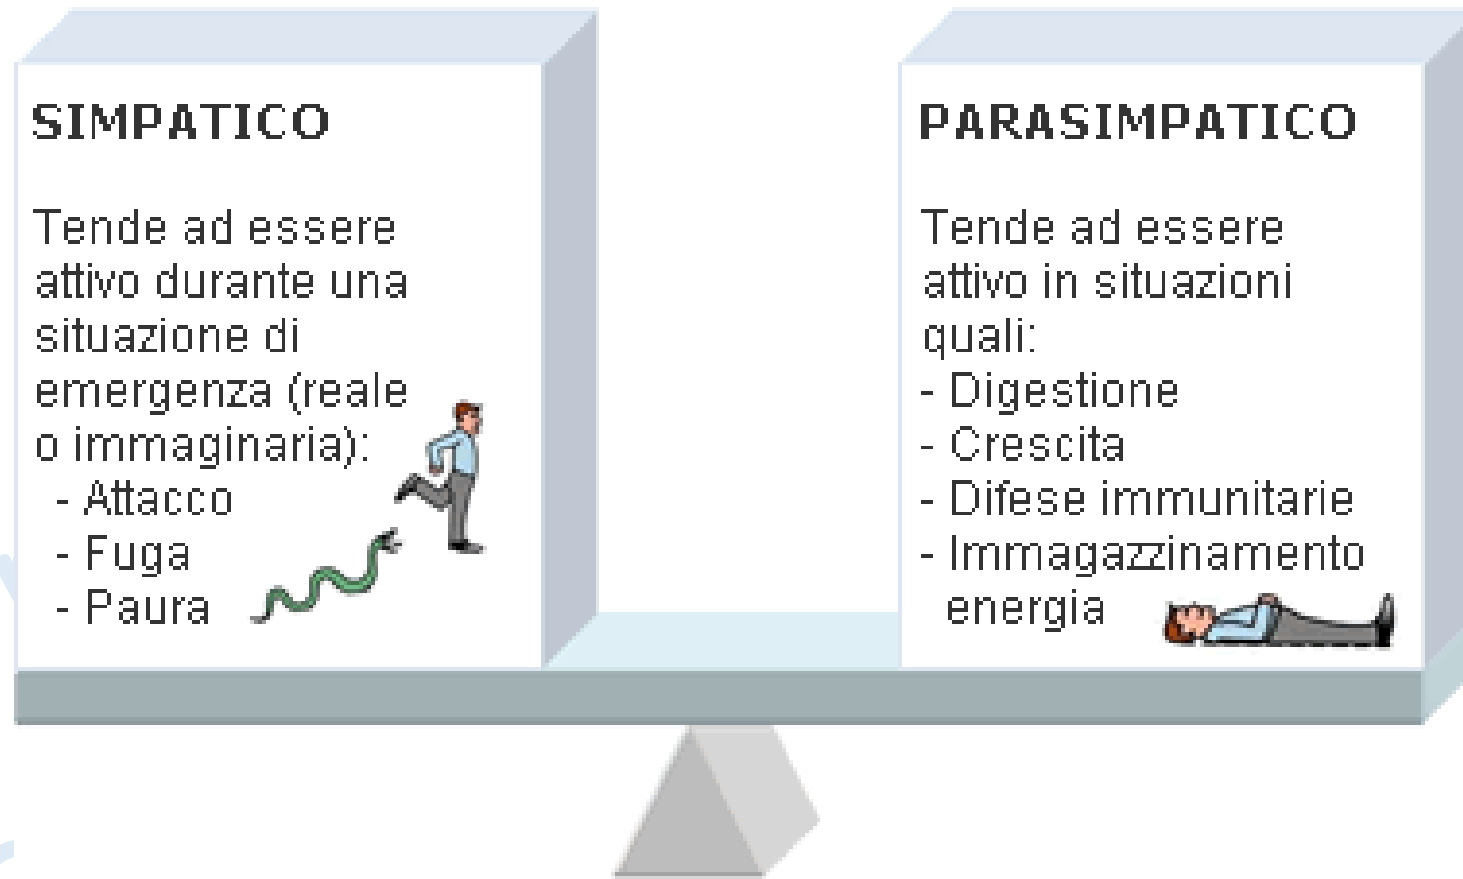 SIMPATICO
Tende ad essere
attivo durante una
situazione di
emergenza (reale
o immaginaria):
- Attacco
- Fuga
- Paura
PARASIMPATICO
Tende ad essere
attivo in situazioni
quali:
- Digestione
- Crescita
- Difese immunitarie
- Immagazzinamento
energia